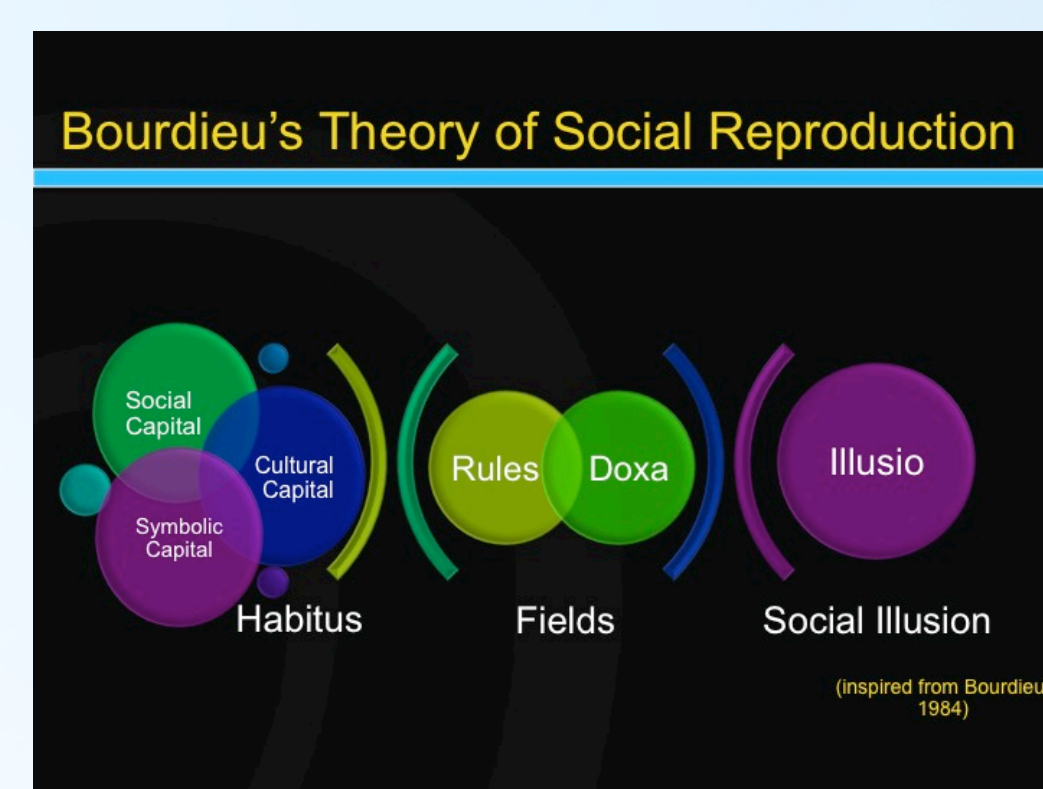 Bourdieu’s Theory of Social Reproduction
Social
Capital
Cultural
Capital
Symbolic
Capital
Habitus
Rules
Doxa
Fields
Illusio
Social Illusion
(inspired from Bourdieu
1984)